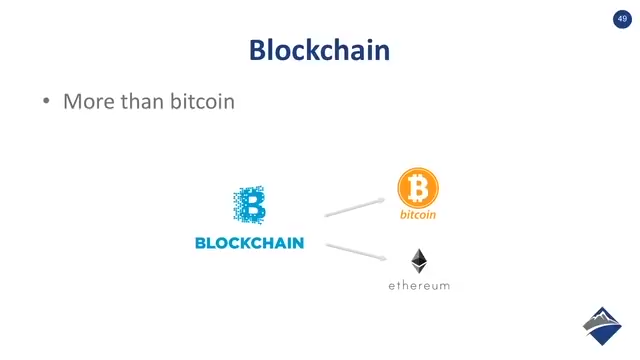 49
Blockchain
• More than bitcoin
BLOCKCHAIN
bitcoin
ethereum